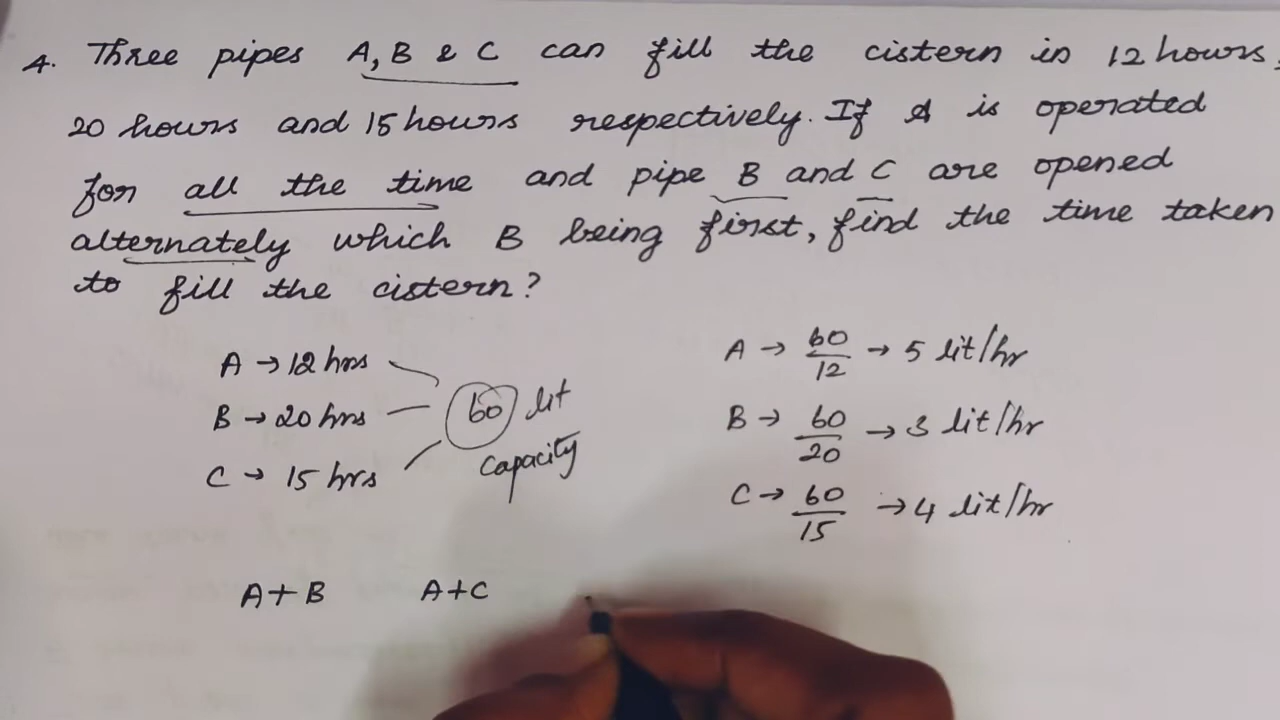 4. Three pipes A, B & C can fill the cistern in 12 hours,
20 hours and 15 hours respectively. If A is operated
for all the time and pipe B and C are opened
alternately which B being first, find the time taken
to fill the cistern?
A → 12 hrs
B → 20 hrs
C → 15 hrs
60 lit
capacity
A → 60/12 → 5 lit/hr
B → 60/20 → 3 lit/hr
C → 60/15 → 4 lit/hr
A+B A+C